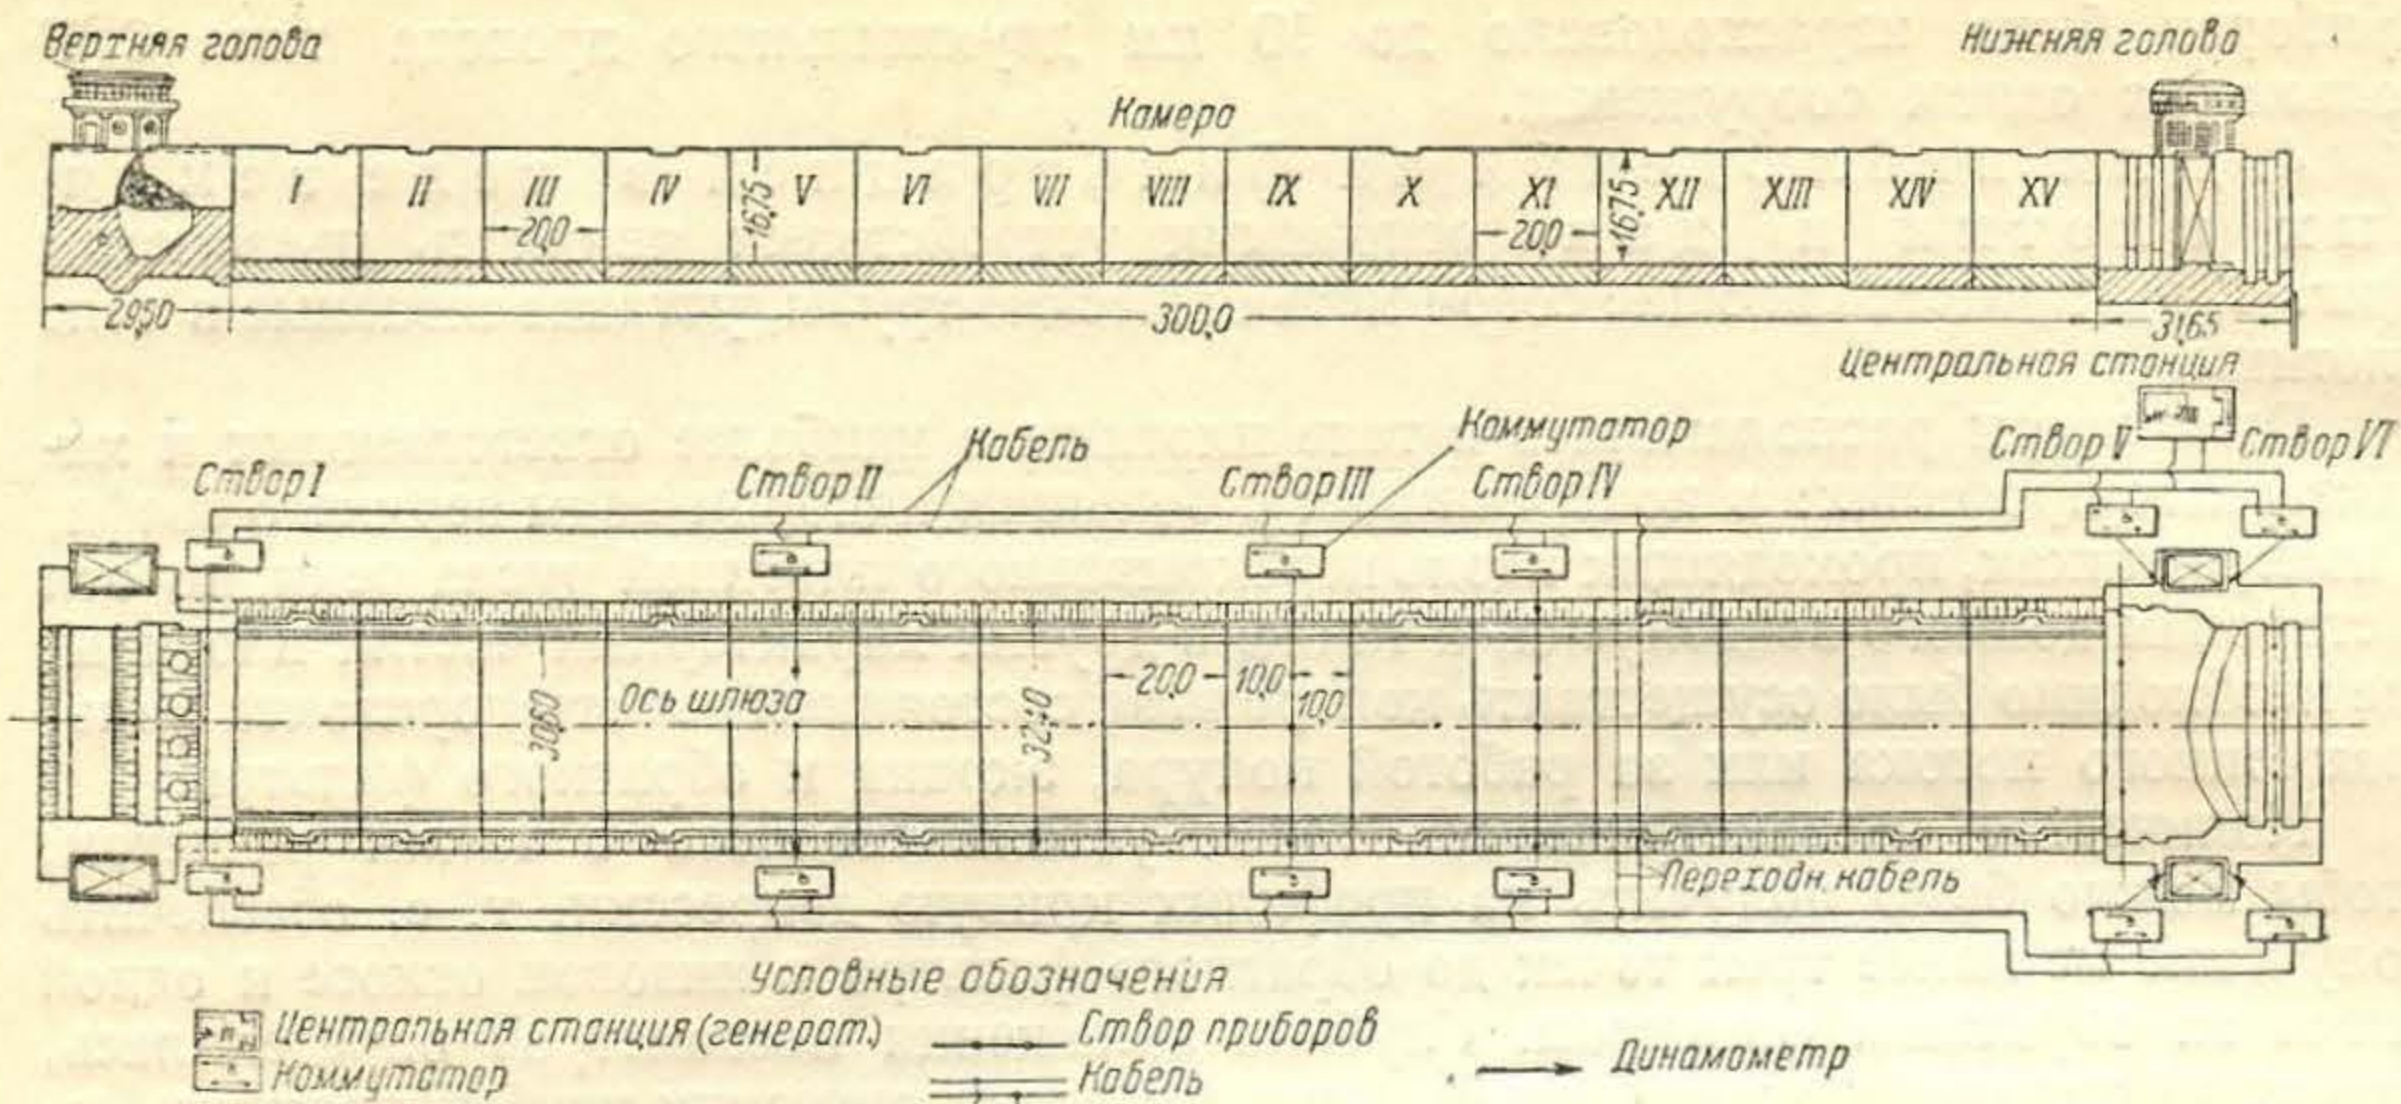 Верхняя голова
Нижняя голова
Камера
I II III IV V VI VII VIII IX X XI XII XIII XIV XV
20,0
16,75
20,0
16,75
29,50
300,0
31,65
Центральная станция
Кабель
Коммутатор
Створ I
Створ II
Створ III
Створ IV
Створ V
Створ VI
20,0
10,0
10,0
Ось шлюза
30,60
32,40
Переходн. кабель
Условные обозначения
Центральная станция (генерат.)
Створ приборов
Динамометр
Коммутатор
Кабель